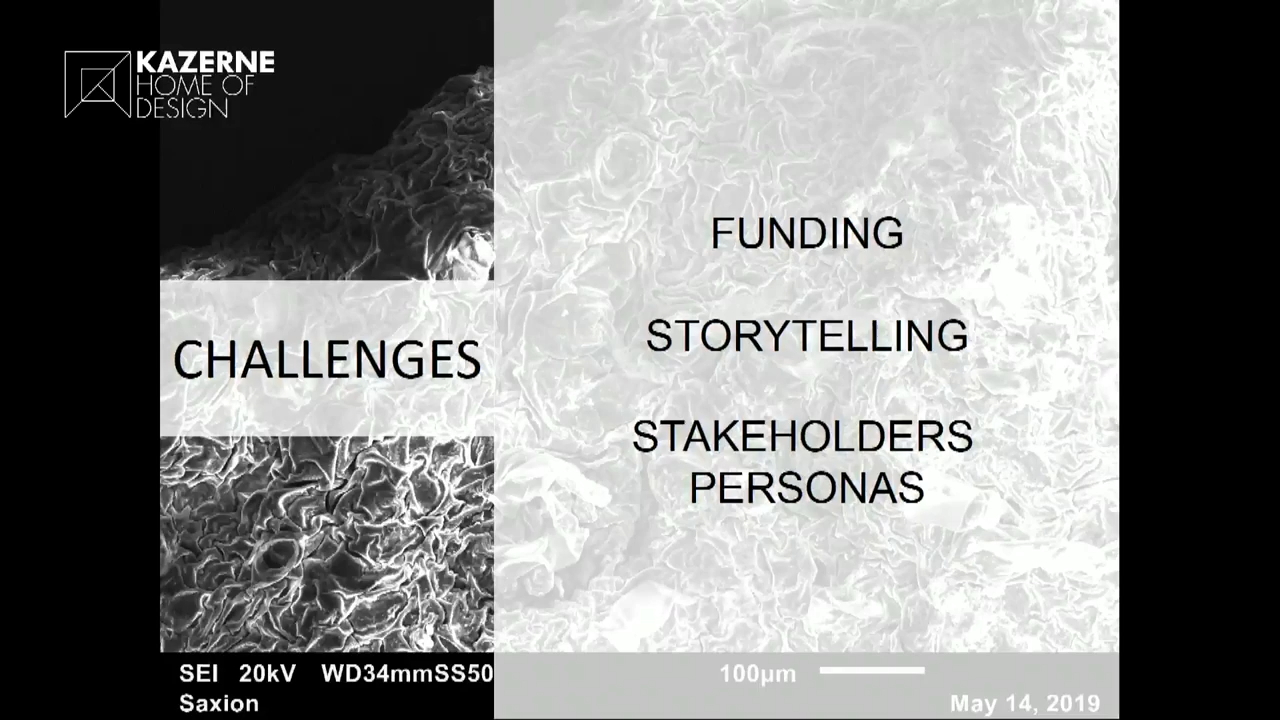 KAZERNE
HOME OF
DESIGN
CHALLENGES
FUNDING
STORYTELLING
STAKEHOLDERS
PERSONAS
SEI 20kV WD34mmSS50 100µm
Saxion May 14, 2019